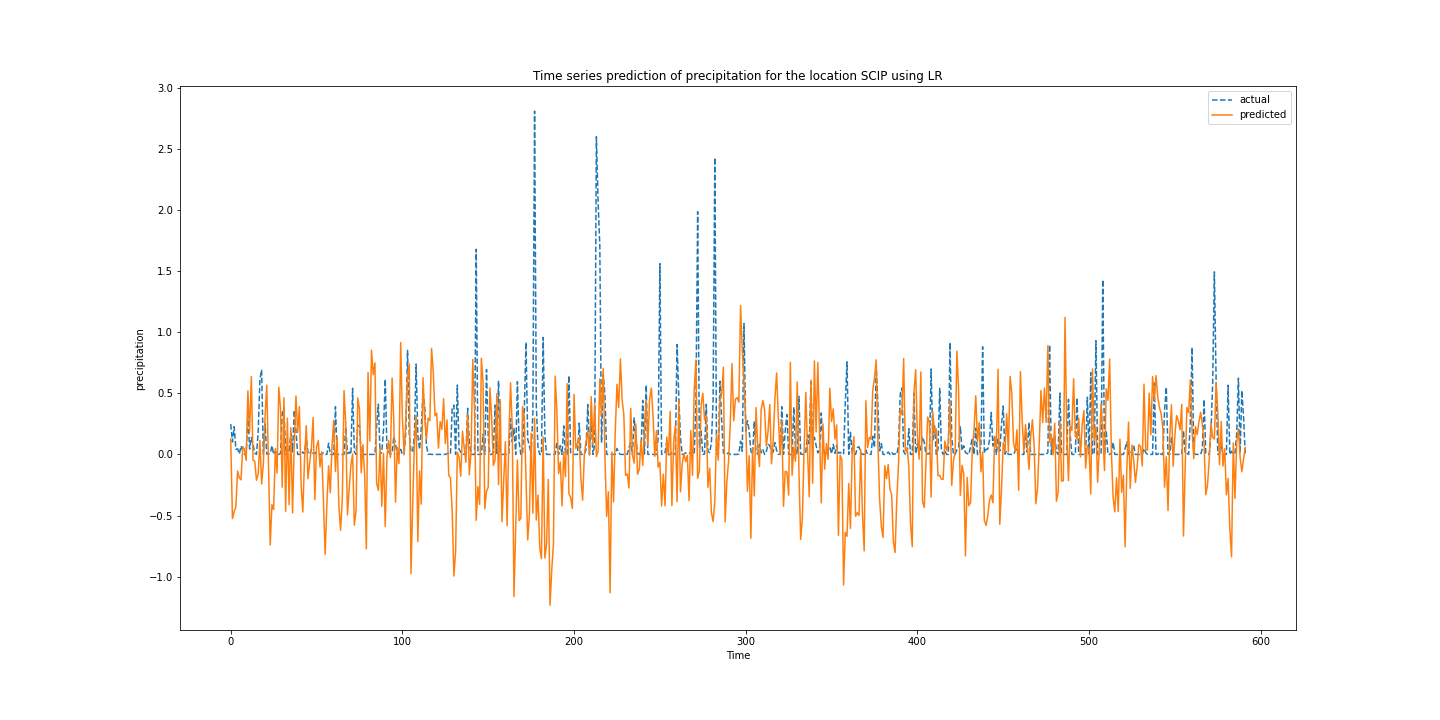 Time series prediction of precipitation for the location SCIP using LR
actual
predicted
3.0
2.5
2.0
1.5
1.0
0.5
0.0
−0.5
−1.0
precipitation
0 100 200 300 400 500 600
Time